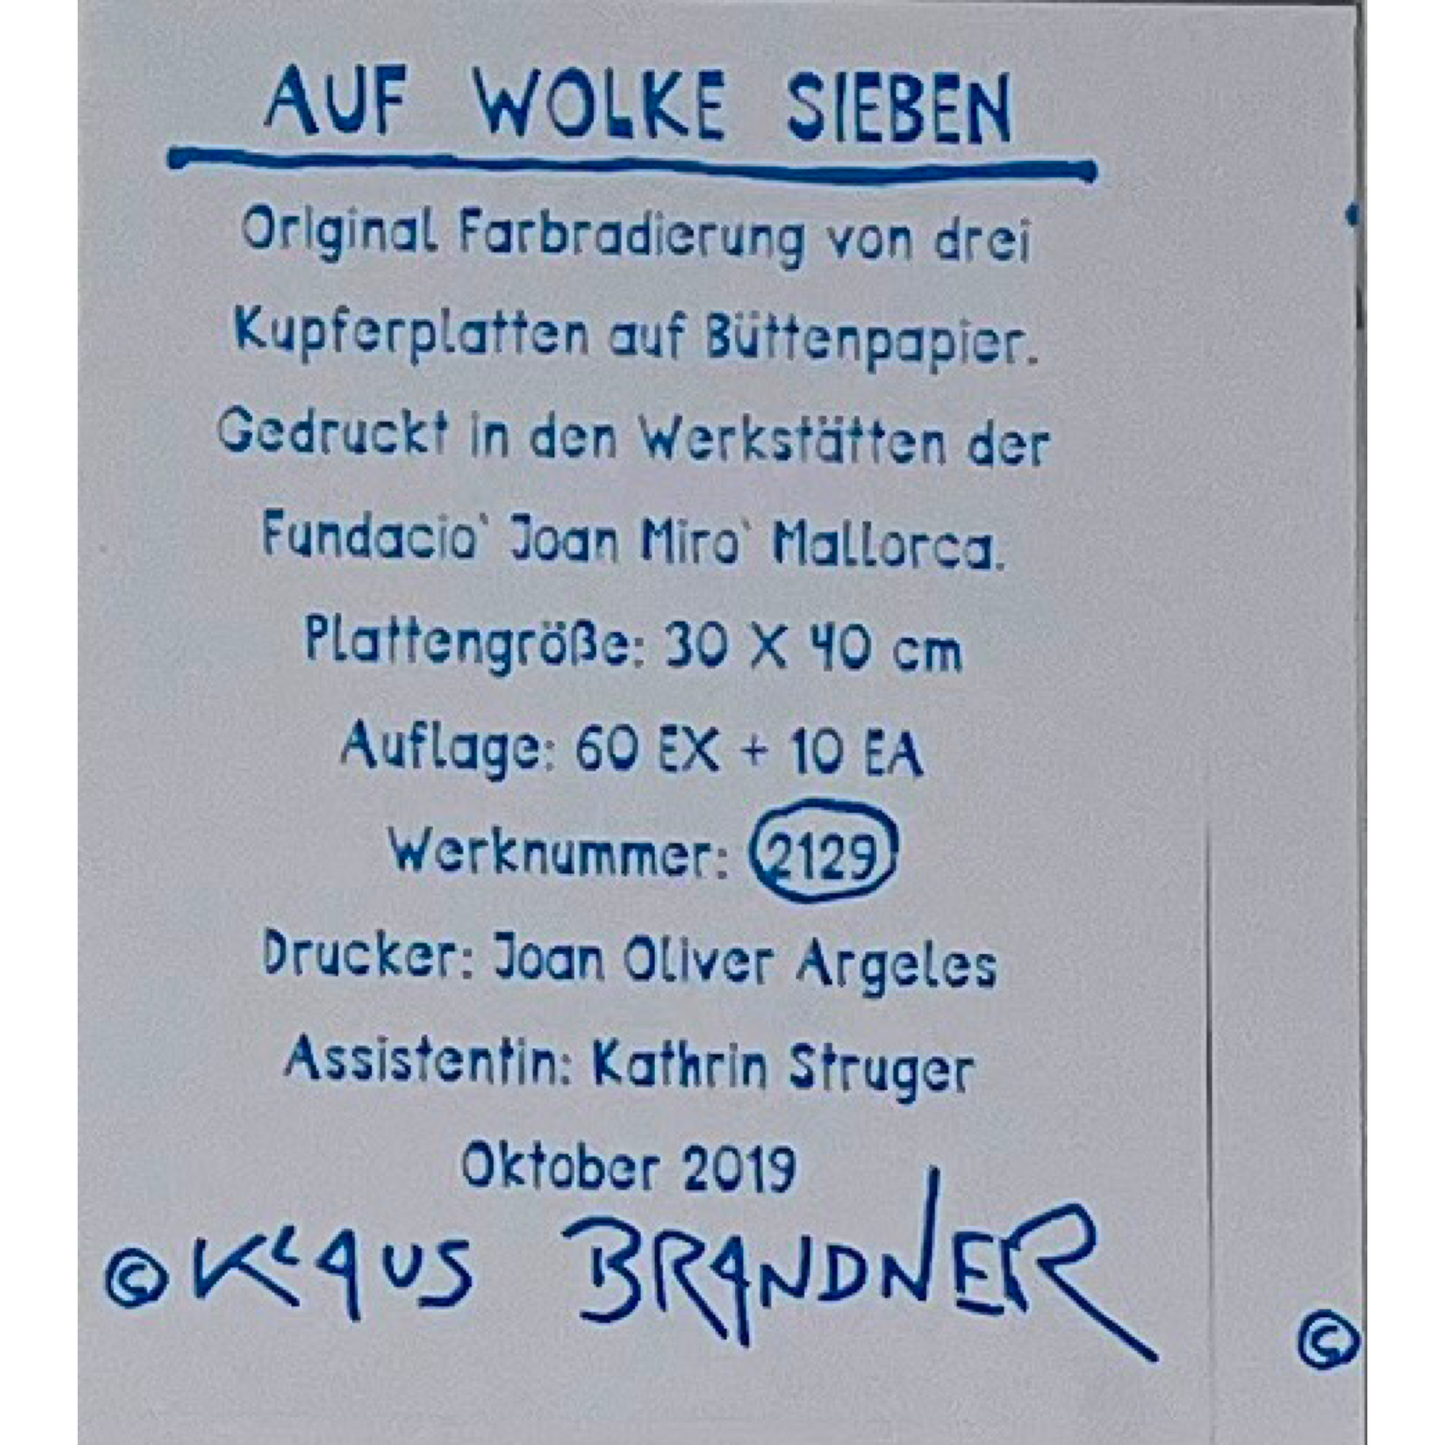 AUF WOLKE SIEBEN
Original Farbradierung von drei
Kupferplatten auf Büttenpapier.
Gedruckt in den Werkstätten der
Fundacio` Joan Miro` Mallorca.
Plattengröße: 30 X 40 cm
Auflage: 60 EX + 10 EA
Werknummer: 2129
Drucker: Joan Oliver Argeles
Assistentin: Kathrin Struger
Oktober 2019
© KLAUS BRANDNER
©